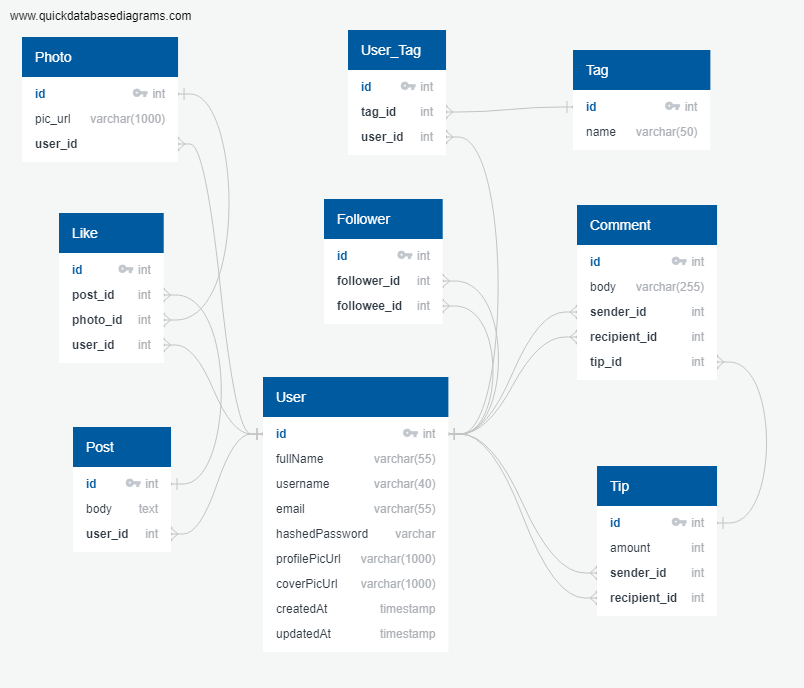 www.quickdatabasediagrams.com
Photo
id int
pic_url varchar(1000)
user_id
User_Tag
id int
tag_id int
user_id int
Tag
id int
name varchar(50)
Like
id int
post_id int
photo_id int
user_id int
Follower
id int
follower_id int
followee_id int
Comment
id int
body varchar(255)
sender_id int
recipient_id int
tip_id int
User
id int
fullName varchar(55)
username varchar(40)
email varchar(55)
hashedPassword varchar
profilePicUrl varchar(1000)
coverPicUrl varchar(1000)
createdAt timestamp
updatedAt timestamp
Post
id int
body text
user_id int
Tip
id int
amount int
sender_id int
recipient_id int